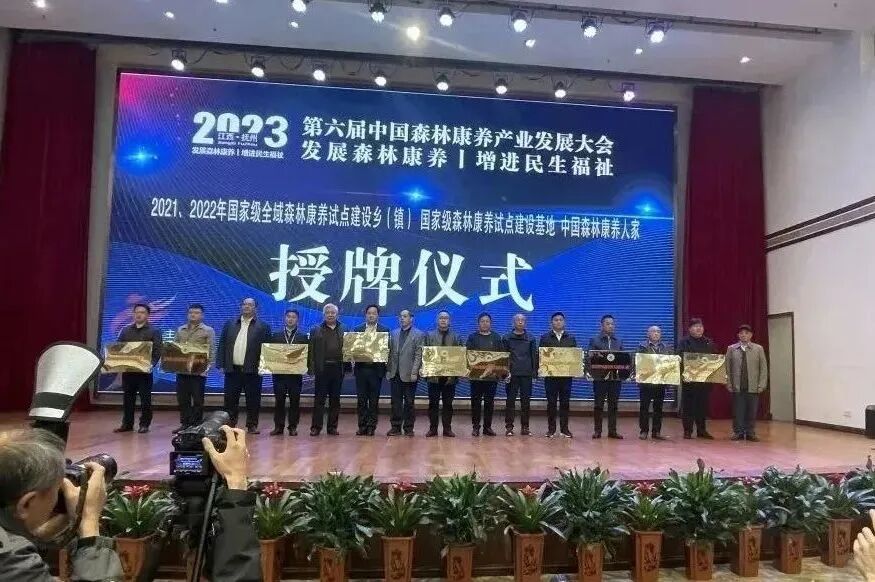 2023
江西·抚州
Jiangxi Fuzhou
发展森林康养 | 增进民生福祉
第六届中国森林康养产业发展大会
发展森林康养 | 增进民生福祉
2021、2022年国家级全域森林康养试点建设乡（镇） 国家级森林康养试点建设基地 中国森林康养人家
授牌仪式